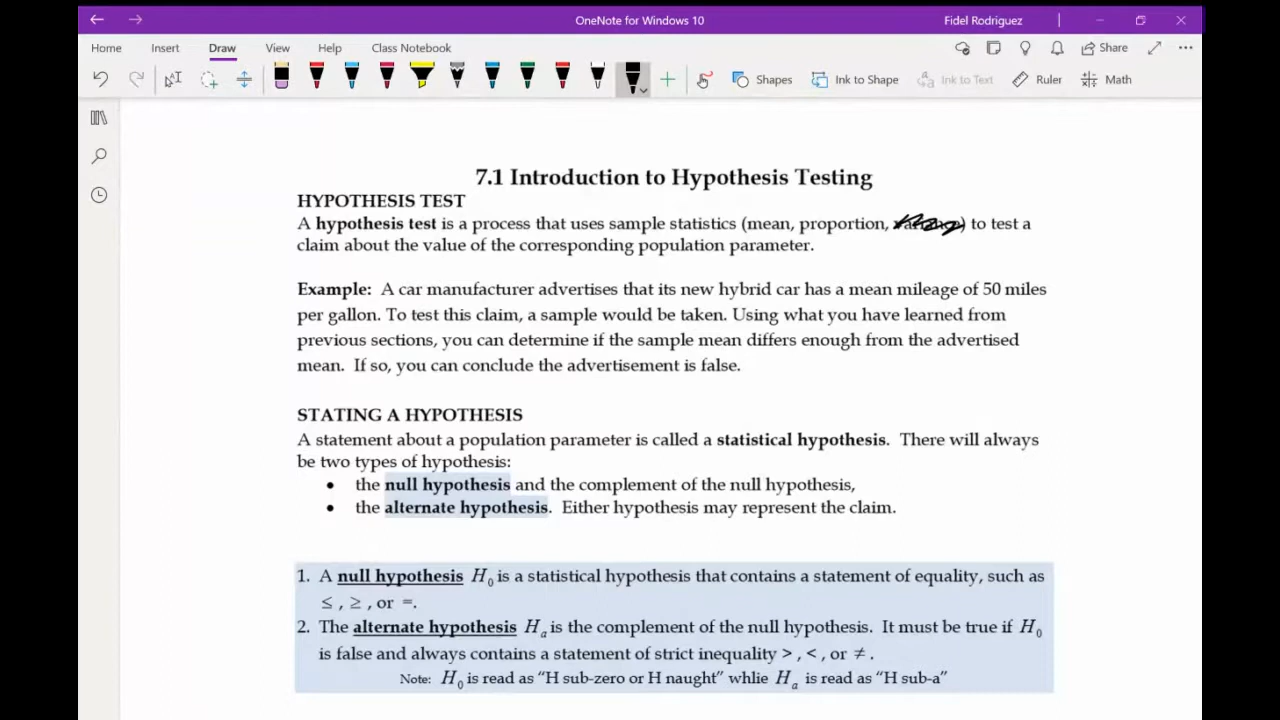 OneNote for Windows 10
Fidel Rodriguez
Home Insert Draw View Help Class Notebook Share
Shapes Ink to Shape Ink to Text Ruler Math
7.1 Introduction to Hypothesis Testing
HYPOTHESIS TEST
A hypothesis test is a process that uses sample statistics (mean, proportion, ) to test a
claim about the value of the corresponding population parameter.
Example: A car manufacturer advertises that its new hybrid car has a mean mileage of 50 miles
per gallon. To test this claim, a sample would be taken. Using what you have learned from
previous sections, you can determine if the sample mean differs enough from the advertised
mean. If so, you can conclude the advertisement is false.
STATING A HYPOTHESIS
A statement about a population parameter is called a statistical hypothesis. There will always
be two types of hypothesis:
• the null hypothesis and the complement of the null hypothesis,
• the alternate hypothesis. Either hypothesis may represent the claim.
1. A null hypothesis H₀ is a statistical hypothesis that contains a statement of equality, such as
≤ , ≥ , or =.
2. The alternate hypothesis Hₐ is the complement of the null hypothesis. It must be true if H₀
is false and always contains a statement of strict inequality > , < , or ≠ .
Note: H₀ is read as “H sub-zero or H naught” whlie Hₐ is read as “H sub-a”